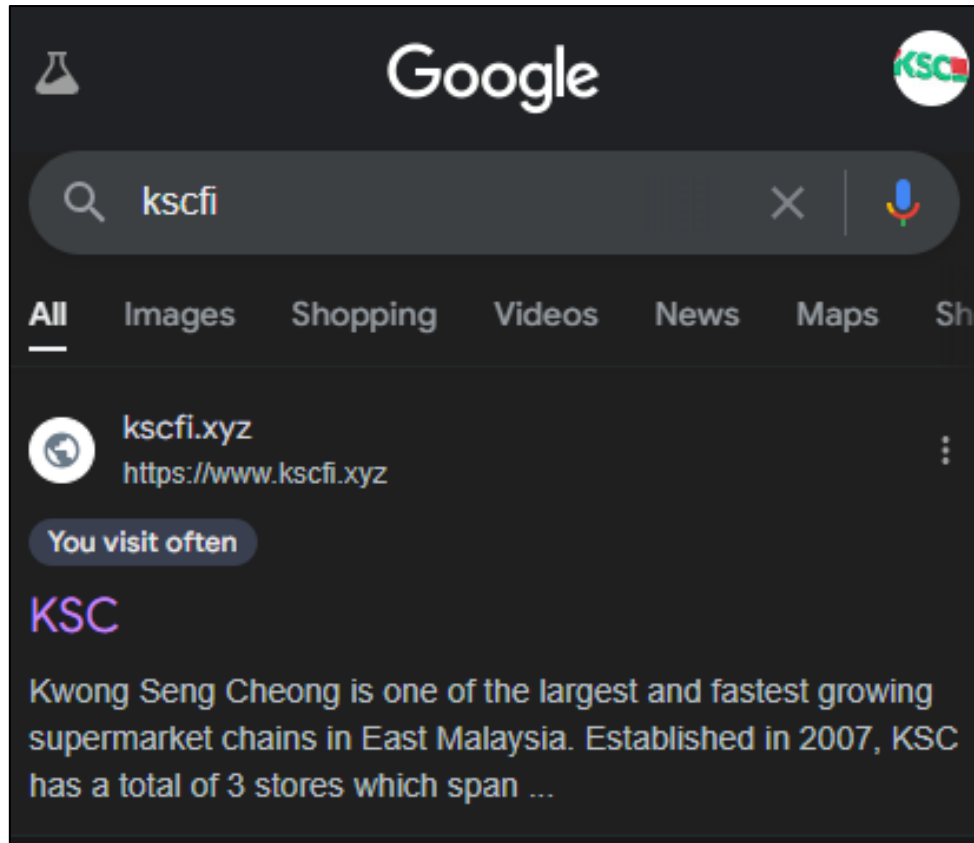 Google
KSC
kscfi
All Images Shopping Videos News Maps Sh
kscfi.xyz
https://www.kscfi.xyz
You visit often
KSC
Kwong Seng Cheong is one of the largest and fastest growing
supermarket chains in East Malaysia. Established in 2007, KSC
has a total of 3 stores which span ...